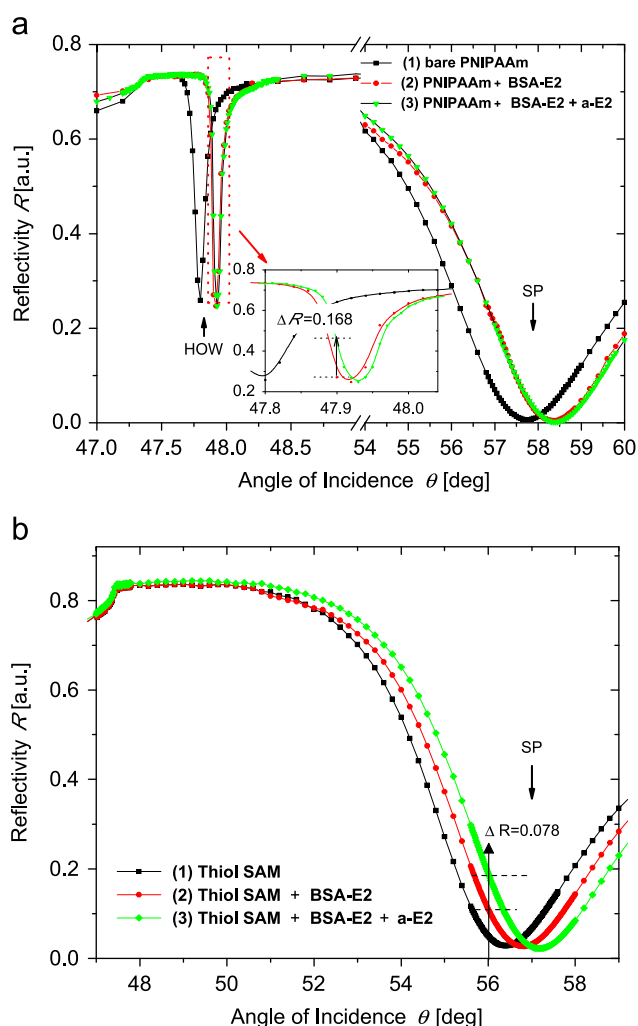 a
0.8
0.6
0.4
0.2
0.0
Reflectivity R [a.u.]
(1) bare PNIPAAm
(2) PNIPAAm + BSA-E2
(3) PNIPAAm + BSA-E2 + a-E2
HOW
SP
0.8
0.6
0.4
0.2
Δ R=0.168
47.8 47.9 48.0
47.0 47.5 48.0 48.5 54 55 56 57 58 59 60
Angle of Incidence θ [deg]
b
0.8
0.6
0.4
0.2
0.0
Reflectivity R [a.u.]
SP
Δ R=0.078
(1) Thiol SAM
(2) Thiol SAM + BSA-E2
(3) Thiol SAM + BSA-E2 + a-E2
48 50 52 54 56 58
Angle of Incidence θ [deg]